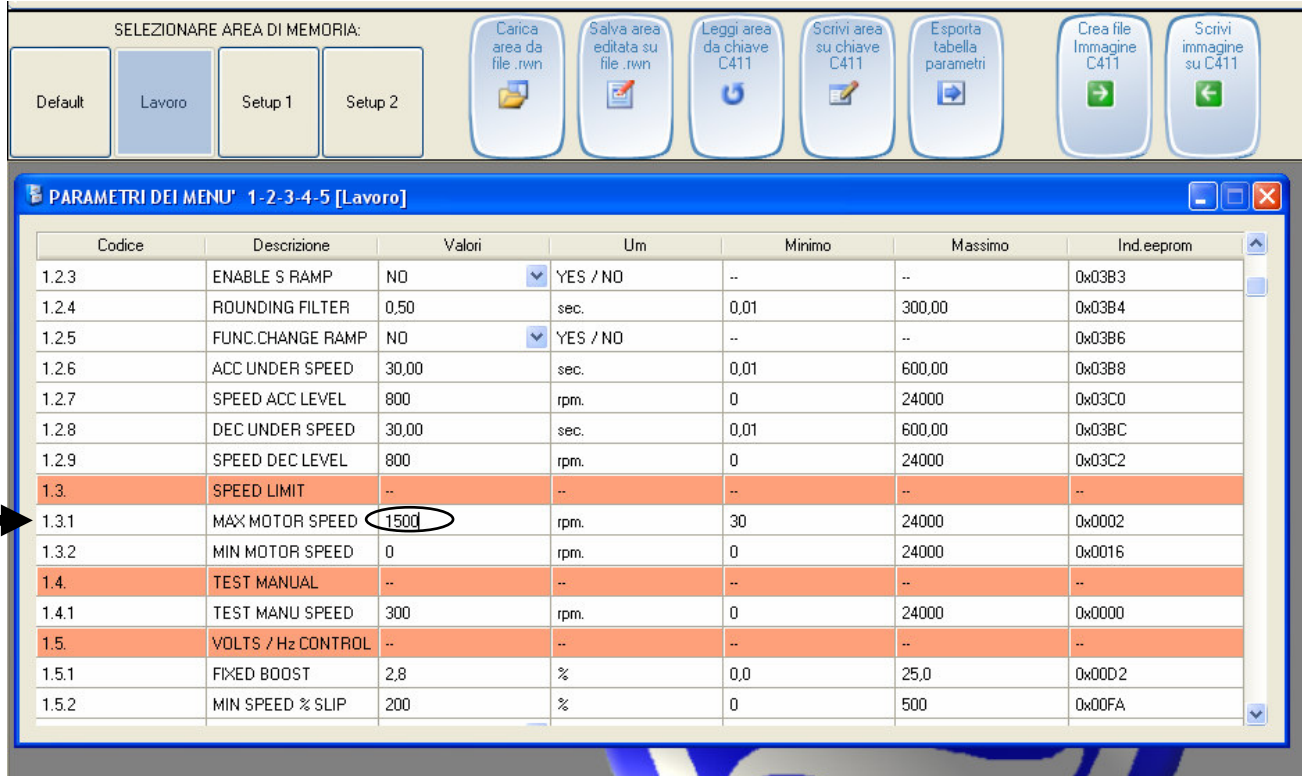 SELEZIONARE AREA DI MEMORIA:
Default
Lavoro
Setup 1
Setup 2
Carica
area da
file .rwn
Salva area
editata su
file .rwn
Leggi area
da chiave
C411
Scrivi area
su chiave
C411
Esporta
tabella
parametri
Crea file
Immagine
C411
Scrivi
immagine
su C411
PARAMETRI DEI MENU' 1-2-3-4-5 [Lavoro]
Codice Descrizione Valori Um Minimo Massimo Ind.eeprom
1.2.3 ENABLE S RAMP NO YES / NO -- -- 0x03B3
1.2.4 ROUNDING FILTER 0,50 sec. 0,01 300,00 0x03B4
1.2.5 FUNC.CHANGE RAMP NO YES / NO -- -- 0x03B6
1.2.6 ACC UNDER SPEED 30,00 sec. 0,01 600,00 0x03B8
1.2.7 SPEED ACC LEVEL 800 rpm. 0 24000 0x03C0
1.2.8 DEC UNDER SPEED 30,00 sec. 0,01 600,00 0x03BC
1.2.9 SPEED DEC LEVEL 800 rpm. 0 24000 0x03C2
1.3. SPEED LIMIT -- -- -- -- --
1.3.1 MAX MOTOR SPEED 1500 rpm. 30 24000 0x0002
1.3.2 MIN MOTOR SPEED 0 rpm. 0 24000 0x0016
1.4. TEST MANUAL -- -- -- -- --
1.4.1 TEST MANU SPEED 300 rpm. 0 24000 0x0000
1.5. VOLTS / Hz CONTROL -- -- -- -- --
1.5.1 FIXED BOOST 2,8 % 0,0 25,0 0x00D2
1.5.2 MIN SPEED % SLIP 200 % 0 500 0x00FA